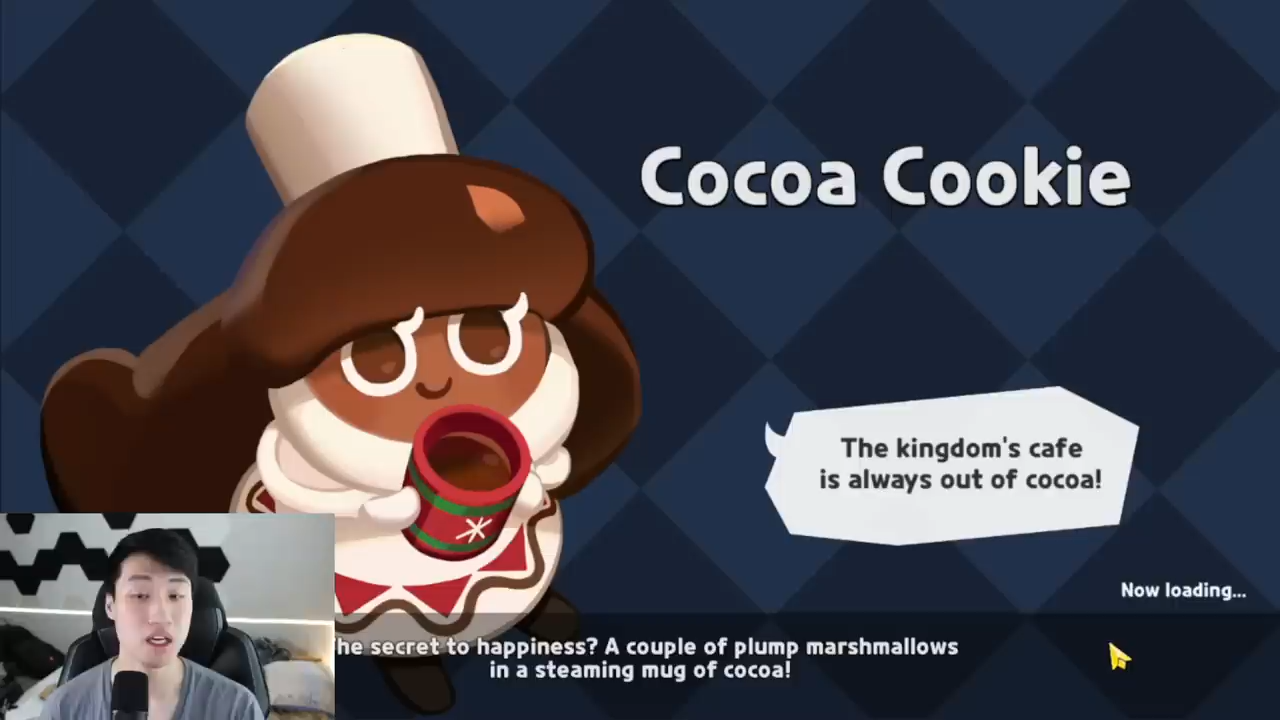 Cocoa Cookie
The kingdom's cafe
is always out of cocoa!
Now loading...
he secret to happiness? A couple of plump marshmallows
in a steaming mug of cocoa!